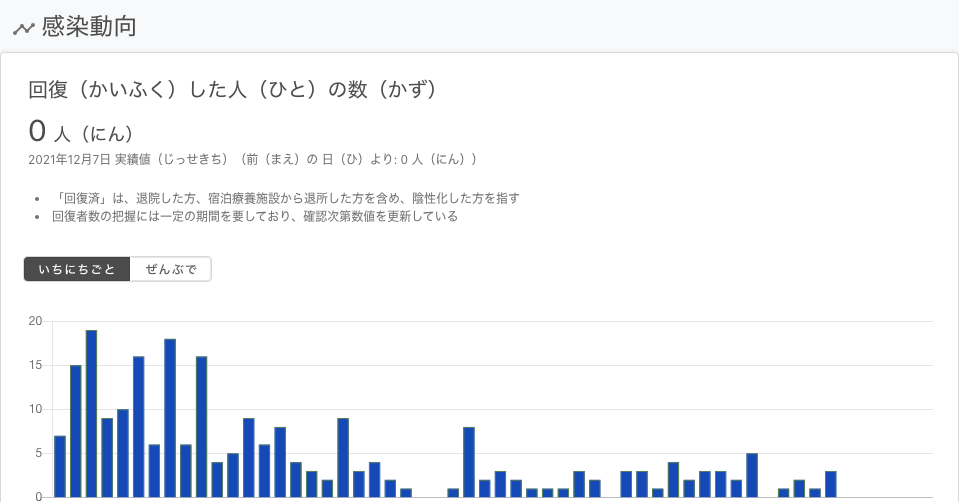 感染動向
回復（かいふく）した人（ひと）の数（かず）
0 人（にん）
2021年12月7日 実績値（じっせきち）（前（まえ）の 日（ひ）より: 0 人（にん））
• 「回復済」は、退院した方、宿泊療養施設から退所した方を含め、陰性化した方を指す
• 回復者数の把握には一定の期間を要しており、確認次第数値を更新している
いちにちごと ぜんぶで
20
15
10
5
0